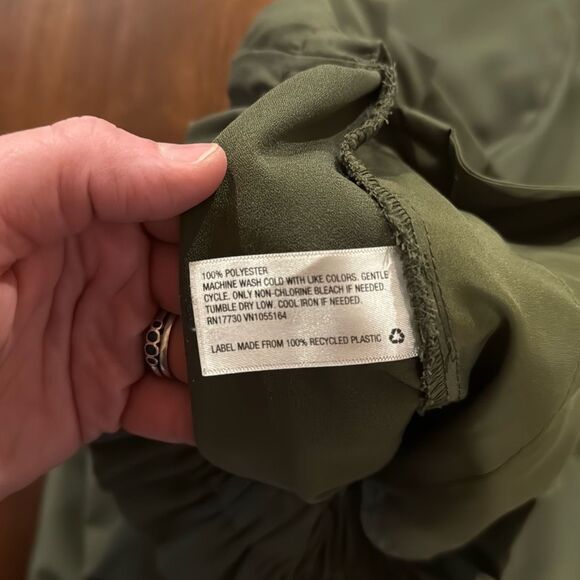 100% POLYESTER
MACHINE WASH COLD WITH LIKE COLORS. GENTLE
CYCLE. ONLY NON-CHLORINE BLEACH IF NEEDED.
TUMBLE DRY LOW. COOL IRON IF NEEDED.
RN17730 VN1055164
LABEL MADE FROM 100% RECYCLED PLASTIC